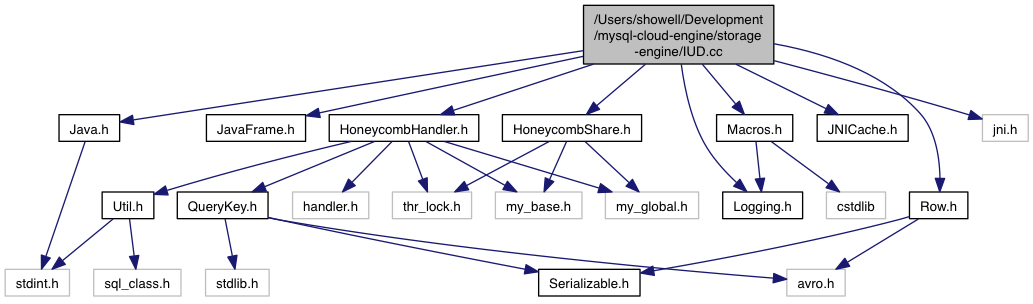 /Users/showell/Development
/mysql-cloud-engine/storage
-engine/IUD.cc
Java.h
JavaFrame.h
HoneycombHandler.h
HoneycombShare.h
Macros.h
JNICache.h
jni.h
Util.h
QueryKey.h
handler.h
thr_lock.h
my_base.h
my_global.h
Logging.h
cstdlib
Row.h
stdint.h
sql_class.h
stdlib.h
Serializable.h
avro.h